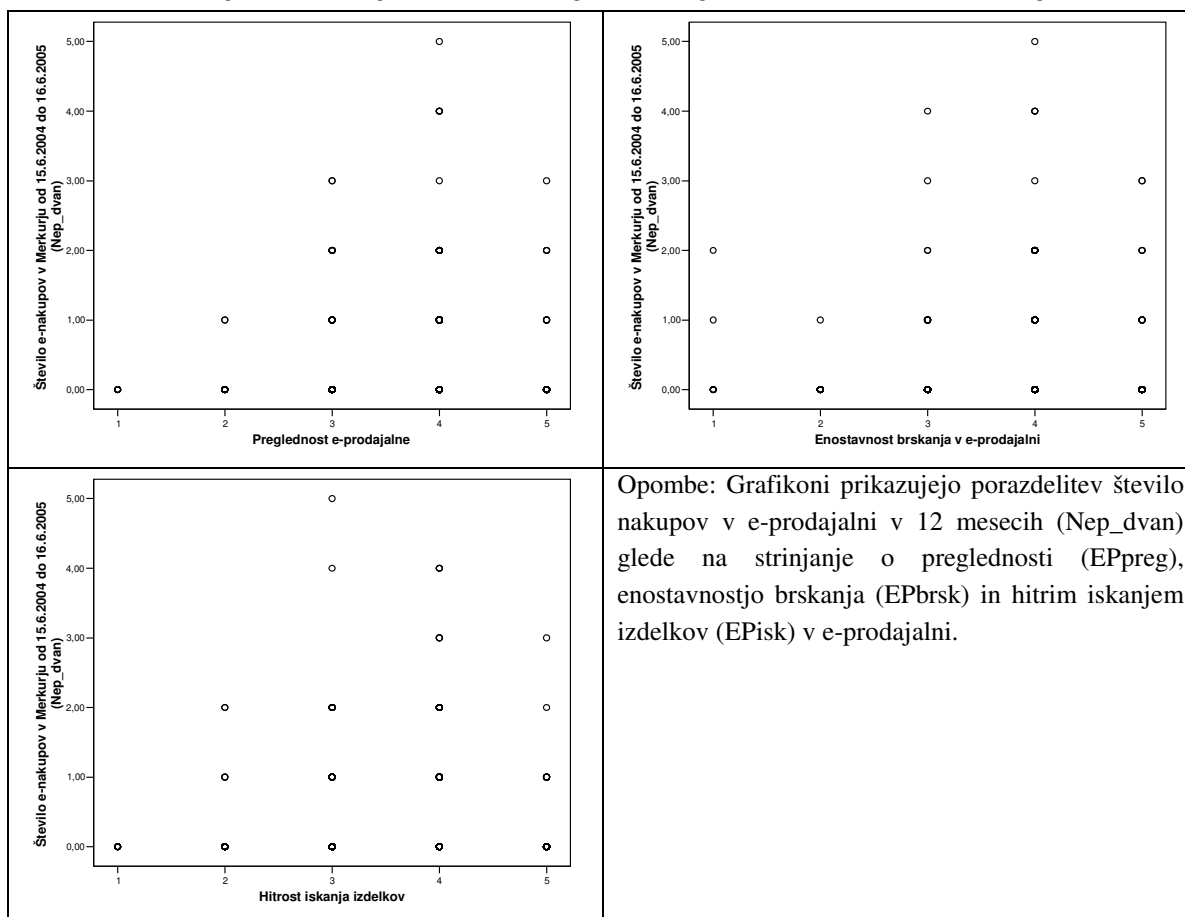 Število e-nakupov v Merkurju od 15.6.2004 do 16.6.2005
(Nep_dvan)
5,00
4,00
3,00
2,00
1,00
0,00
1 2 3 4 5
Preglednost e-prodajalne
Število e-nakupov v Merkurju od 15.6.2004 do 16.6.2005
(Nep_dvan)
5,00
4,00
3,00
2,00
1,00
0,00
1 2 3 4 5
Enostavnost brskanja v e-prodajalni
Število e-nakupov v Merkurju od 15.6.2004 do 16.6.2005
(Nep_dvan)
5,00
4,00
3,00
2,00
1,00
0,00
1 2 3 4 5
Hitrost iskanja izdelkov
Opombe: Grafikoni prikazujejo porazdelitev število
nakupov v e-prodajalni v 12 mesecih (Nep_dvan)
glede na strinjanje o preglednosti (EPpreg),
enostavnostjo brskanja (EPbrsk) in hitrim iskanjem
izdelkov (EPisk) v e-prodajalni.